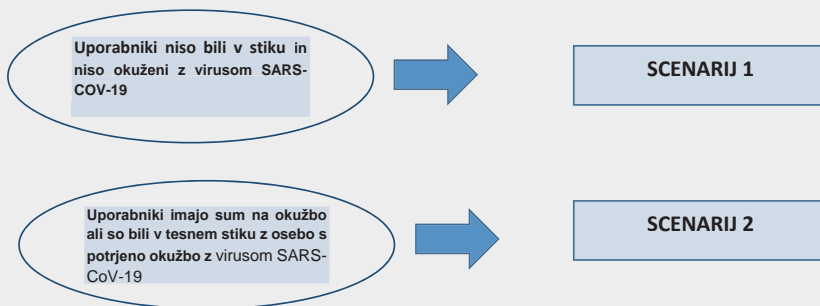 Uporabniki niso bili v stiku in
niso okuženi z virusom SARS-
COV-19
SCENARIJ 1
Uporabniki imajo sum na okužbo
ali so bili v tesnem stiku z osebo s
potrjeno okužbo z virusom SARS-
CoV-19
SCENARIJ 2